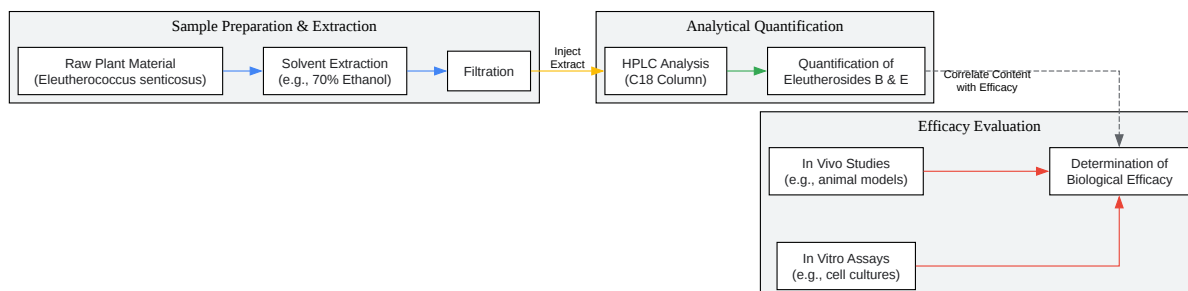 Sample Preparation & Extraction
Raw Plant Material
(Eleutherococcus senticosus)
Solvent Extraction
(e.g., 70% Ethanol)
Filtration
Inject
Extract
Analytical Quantification
HPLC Analysis
(C18 Column)
Quantification of
Eleutherosides B & E
Correlate Content
with Efficacy
Efficacy Evaluation
In Vivo Studies
(e.g., animal models)
Determination of
Biological Efficacy
In Vitro Assays
(e.g., cell cultures)